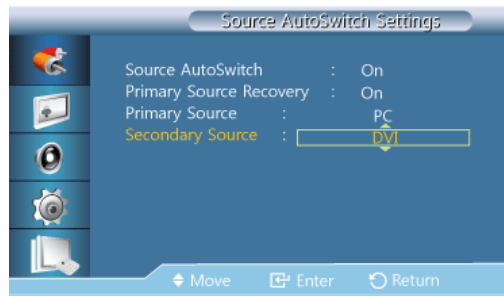 Source AutoSwitch Settings
Source AutoSwitch : On
Primary Source Recovery : On
Primary Source : PC
Secondary Source : DVI
Move Enter Return